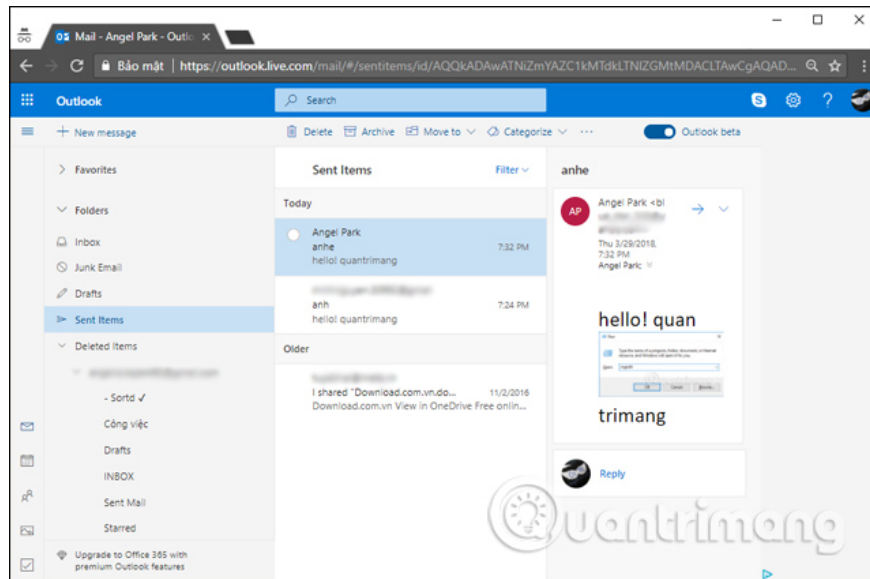 Mail - Angel Park - Outlo
Bảo mật | https://outlook.live.com/mail/#/sentitems/id/AQQkADAwATNiZmYAZC1kMTdkLTNlZGMtMDACLTAwCgAQAD...
Outlook
Search
New message
Delete Archive Move to Categorize ... Outlook beta
Favorites
Folders
Inbox
Junk Email
Drafts
Sent Items
Deleted Items
- Sortd ✓
Công việc
Drafts
INBOX
Sent Mail
Starred
Upgrade to Office 365 with
premium Outlook features
Sent Items Filter
Today
Angel Park
anhe 7:32 PM
hello! quantrimang
anh 7:24 PM
hello! quantrimang
Older
I shared "Download.com.vn.do... 11/2/2016
Download.com.vn View in OneDrive Free onlin...
anhe
AP
Angel Park <bl
Thu 3/29/2018,
7:32 PM
Angel Park;
hello! quan
trimang
Reply
Quantrimang